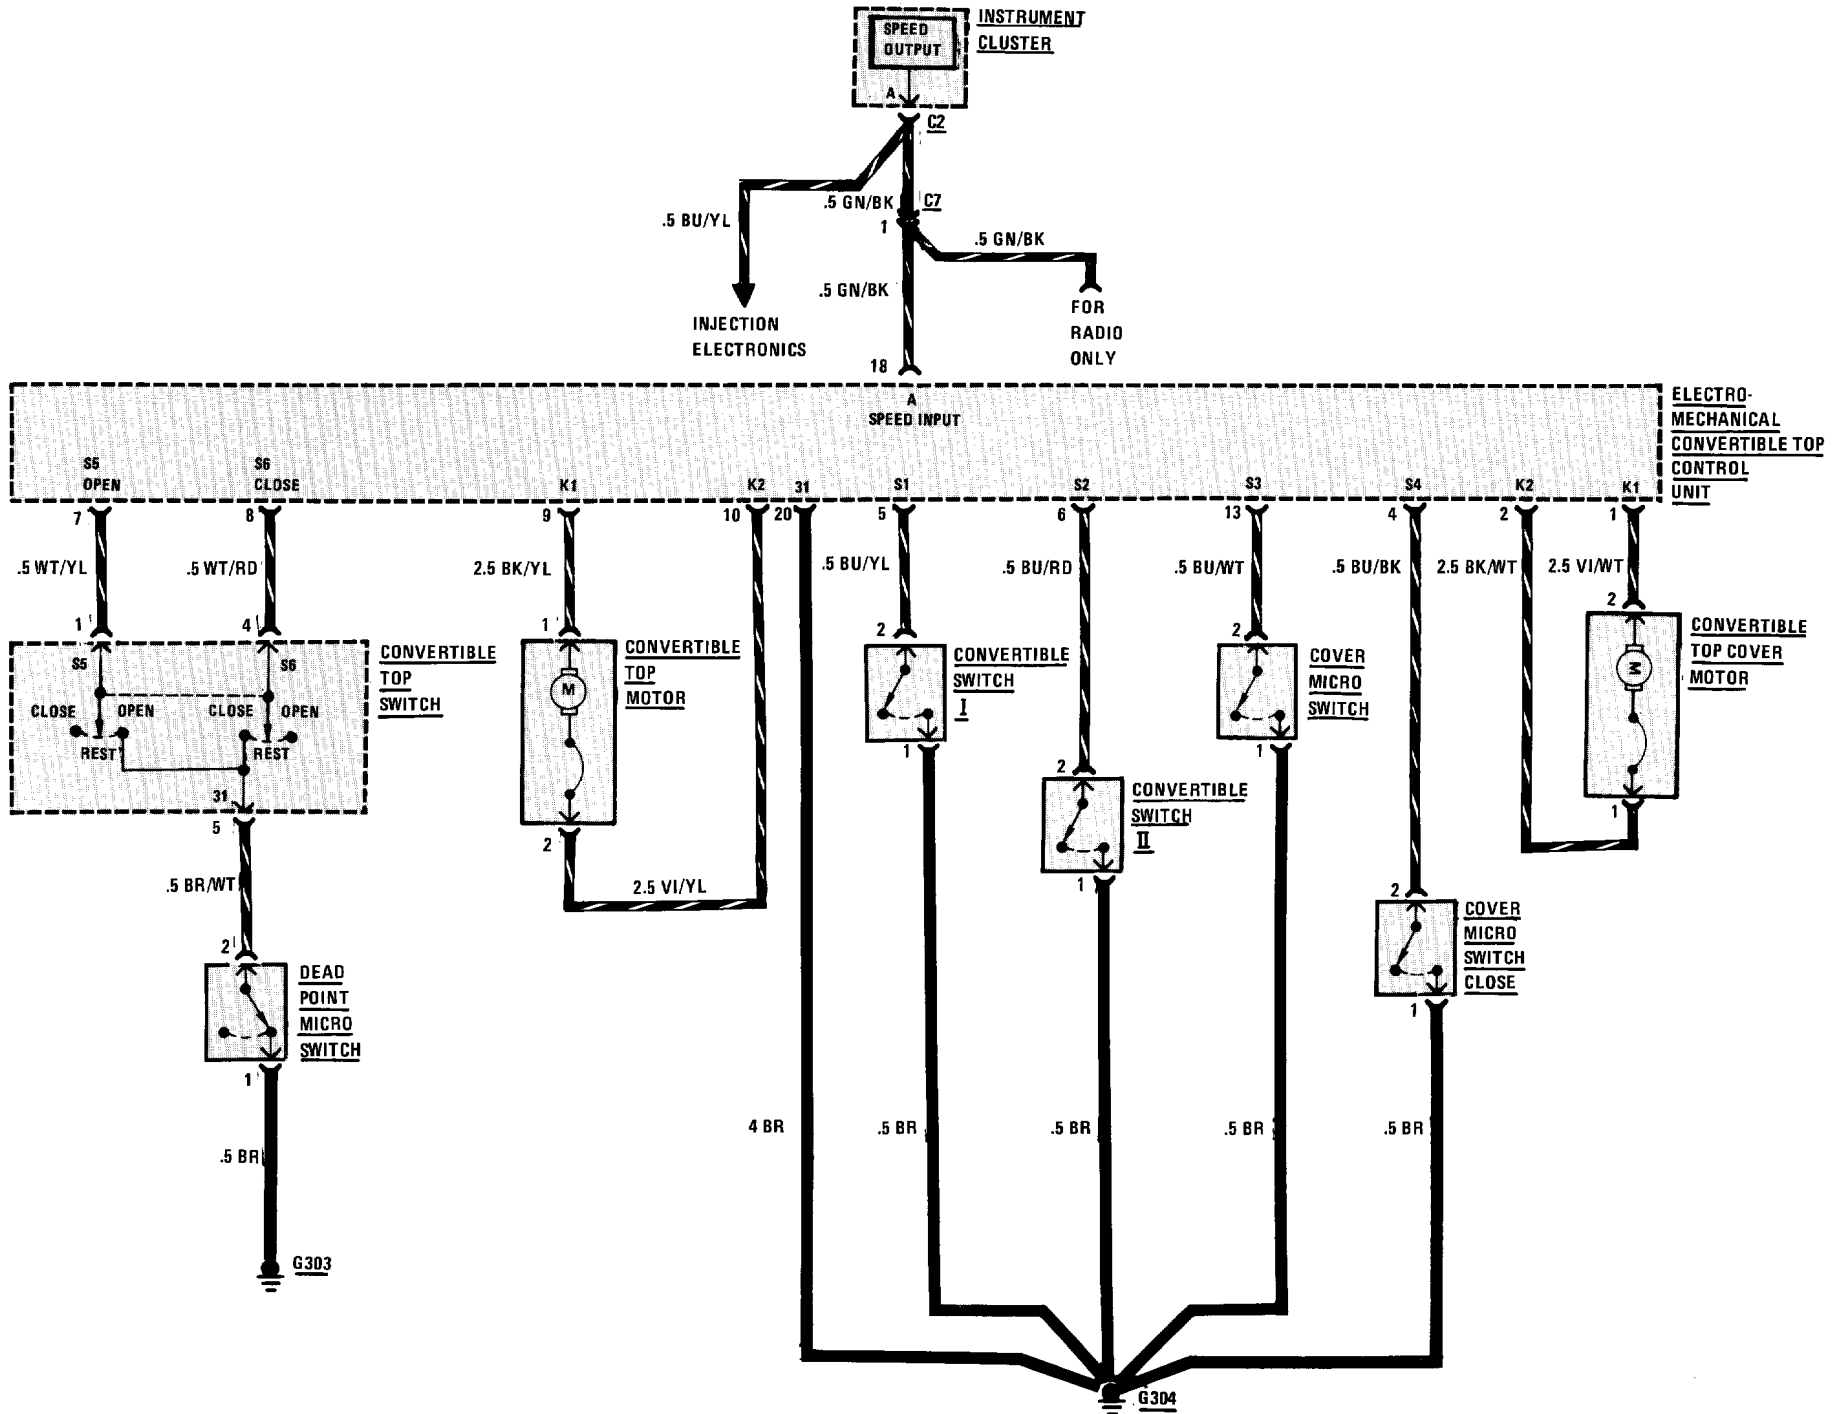 SPEED
OUTPUT
A
INSTRUMENT
CLUSTER
C2
.5 BU/YL
.5 GN/BK
C7
1
.5 GN/BK
.5 GN/BK
INJECTION
ELECTRONICS
FOR
RADIO
ONLY
18
A
SPEED INPUT
ELECTRO-
MECHANICAL
CONVERTIBLE TOP
CONTROL
UNIT
S5
OPEN
S6
CLOSE
K1
K2
31
S1
S2
S3
S4
K2
K1
7
8
9
10
20
5
6
13
4
2
1
.5 WT/YL
.5 WT/RD
2.5 BK/YL
.5 BU/YL
.5 BU/RD
.5 BU/WT
.5 BU/BK
2.5 BK/WT
2.5 VI/WT
1
4
S5
S6
CLOSE
OPEN
CLOSE
OPEN
REST
REST
31
5
CONVERTIBLE
TOP
SWITCH
1
M
2
CONVERTIBLE
TOP
MOTOR
2.5 VI/YL
2
1
CONVERTIBLE
SWITCH
I
2
1
CONVERTIBLE
SWITCH
II
2
1
COVER
MICRO
SWITCH
2
1
COVER
MICRO
SWITCH
CLOSE
2
M
1
CONVERTIBLE
TOP COVER
MOTOR
.5 BR/WT
2
1
DEAD
POINT
MICRO
SWITCH
.5 BR
4 BR
.5 BR
.5 BR
.5 BR
.5 BR
G303
G304